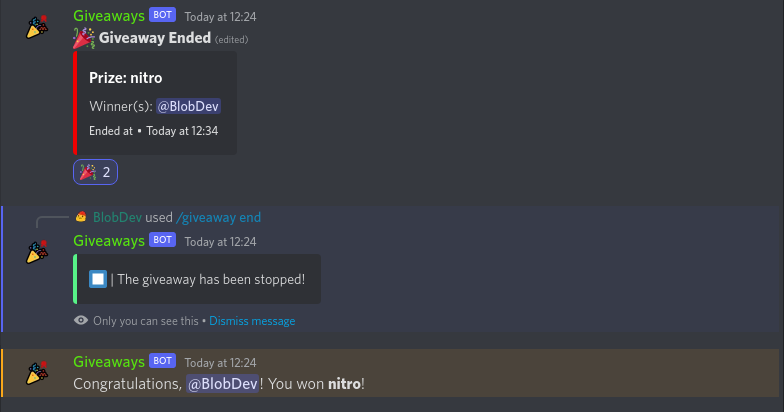 Giveaways BOT Today at 12:24
🎉 Giveaway Ended (edited)
Prize: nitro
Winner(s): @BlobDev
Ended at • Today at 12:34
🎉 2
BlobDev used /giveaway end
Giveaways BOT Today at 12:24
⏹️ | The giveaway has been stopped!
Only you can see this • Dismiss message
Giveaways BOT Today at 12:24
Congratulations, @BlobDev! You won nitro!